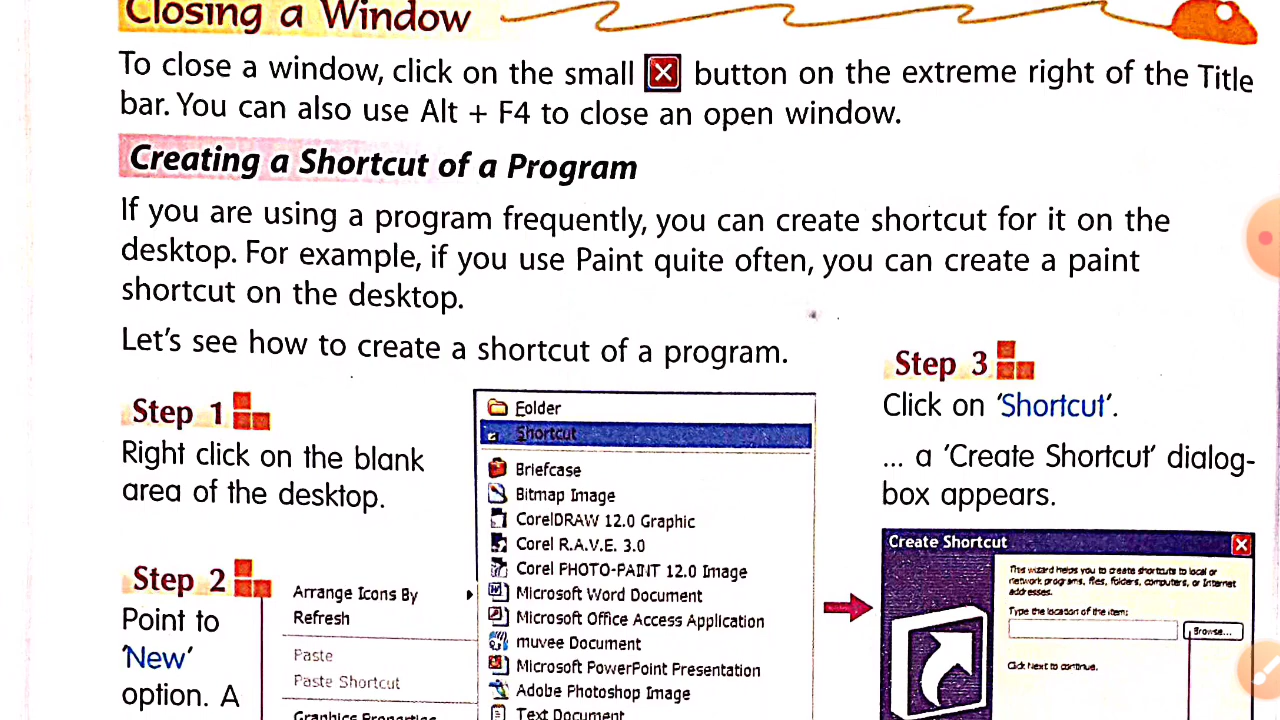 Closing a Window
To close a window, click on the small button on the extreme right of the Title
bar. You can also use Alt + F4 to close an open window.
Creating a Shortcut of a Program
If you are using a program frequently, you can create shortcut for it on the
desktop. For example, if you use Paint quite often, you can create a paint
shortcut on the desktop.
Let's see how to create a shortcut of a program.
Step 1
Right click on the blank
area of the desktop.
Step 2
Point to
'New'
option. A
Arrange Icons By
Refresh
Paste
Paste Shortcut
Graphics Properties
Folder
Shortcut
Briefcase
Bitmap Image
CorelDRAW 12.0 Graphic
Corel R.A.V.E. 3.0
Corel PHOTO-PAINT 12.0 Image
Microsoft Word Document
Microsoft Office Access Application
muvee Document
Microsoft PowerPoint Presentation
Adobe Photoshop Image
Text Document
Step 3
Click on 'Shortcut'.
... a 'Create Shortcut' dialog-
box appears.
Create Shortcut
This wizard helps you to create shortcuts to local or
network programs, files, folders, computers, or Internet
addresses.
Type the location of the item:
Browse...
Click Next to continue.